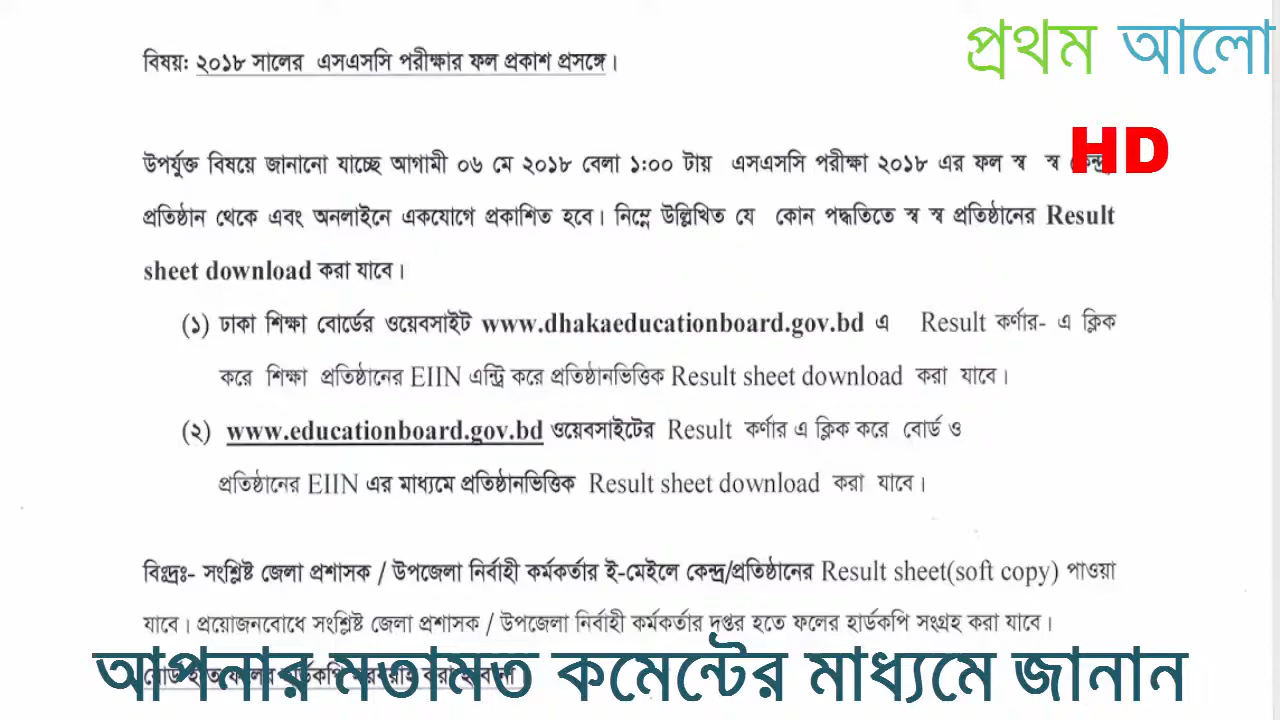 প্রথম আলো
বিষয়: ২০১৮ সালের এসএসসি পরীক্ষার ফল প্রকাশ প্রসঙ্গে।
HD
উপর্যুক্ত বিষয়ে জানানো যাচ্ছে আগামী ০৬ মে ২০১৮ বেলা ১:০০ টায় এসএসসি পরীক্ষা ২০১৮ এর ফল স্ব স্ব কেন্দ্র/
প্রতিষ্ঠান থেকে এবং অনলাইনে একযোগে প্রকাশিত হবে। নিম্নে উল্লিখিত যে কোন পদ্ধতিতে স্ব স্ব প্রতিষ্ঠানের Result
sheet download করা যাবে।
(১) ঢাকা শিক্ষা বোর্ডের ওয়েবসাইট www.dhakaeducationboard.gov.bd এ Result কর্ণার- এ ক্লিক
করে শিক্ষা প্রতিষ্ঠানের EIIN এন্ট্রি করে প্রতিষ্ঠানভিত্তিক Result sheet download করা যাবে।
(২) www.educationboard.gov.bd ওয়েবসাইটের Result কর্ণার এ ক্লিক করে বোর্ড ও
প্রতিষ্ঠানের EIIN এর মাধ্যমে প্রতিষ্ঠানভিত্তিক Result sheet download করা যাবে।
বিঃদ্রঃ- সংশ্লিষ্ট জেলা প্রশাসক / উপজেলা নির্বাহী কর্মকর্তার ই-মেইলে কেন্দ্র/প্রতিষ্ঠানের Result sheet(soft copy) পাওয়া
যাবে। প্রয়োজনবোধে সংশ্লিষ্ট জেলা প্রশাসক / উপজেলা নির্বাহী কর্মকর্তার দপ্তর হতে ফলের হার্ডকপি সংগ্রহ করা যাবে।
আপনার মতামত কমেন্টের মাধ্যমে জানান